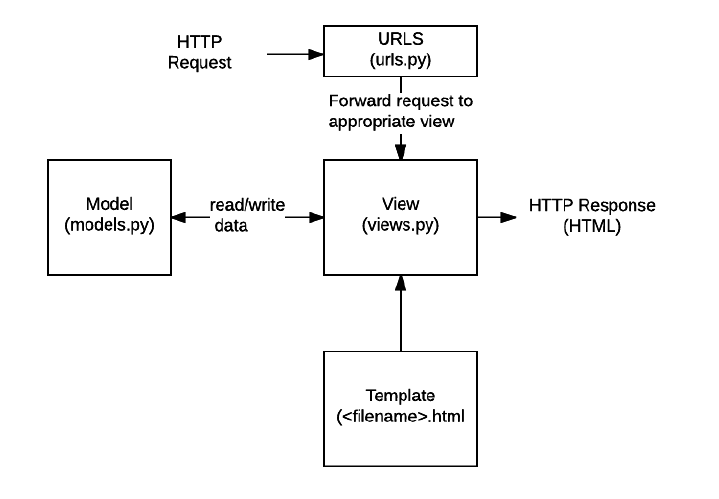 HTTP
Request
URLS
(urls.py)
Forward request to
appropriate view
Model
(models.py)
read/write
data
View
(views.py)
HTTP Response
(HTML)
Template
(<filename>.html